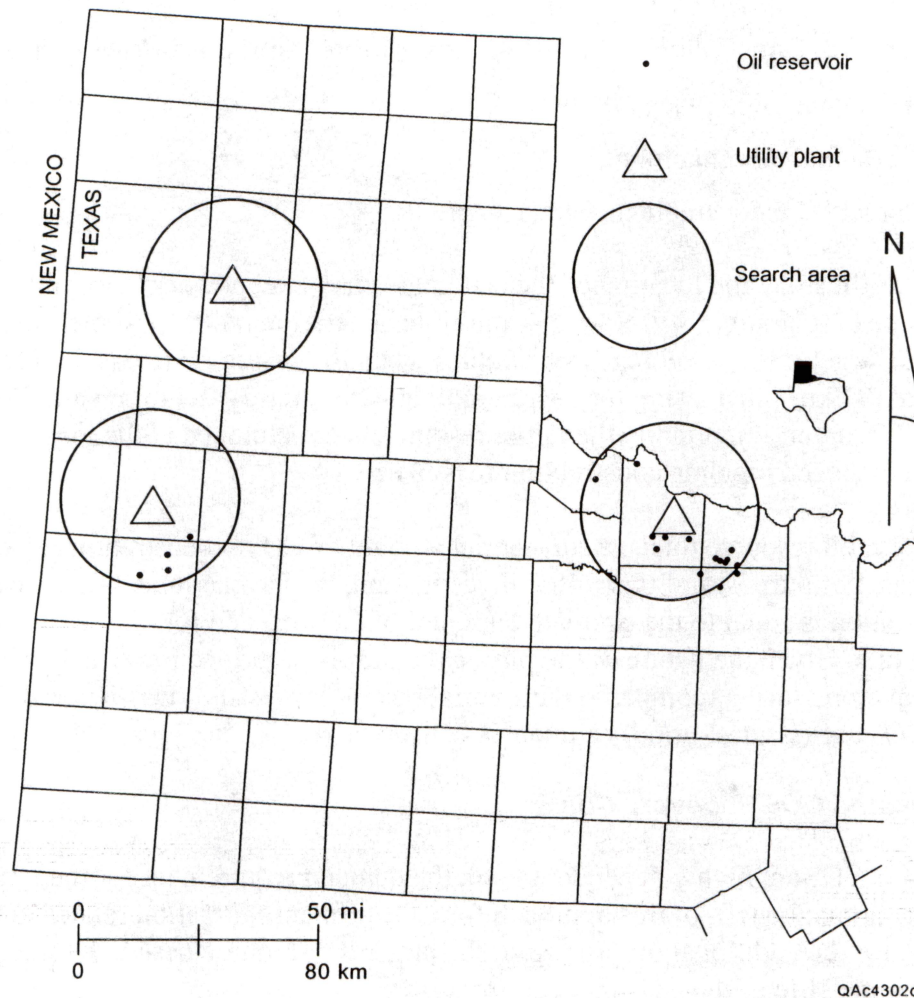 Oil reservoir
Utility plant
Search area
N
NEW MEXICO
TEXAS
0 50 mi
0 80 km
QAc4302c